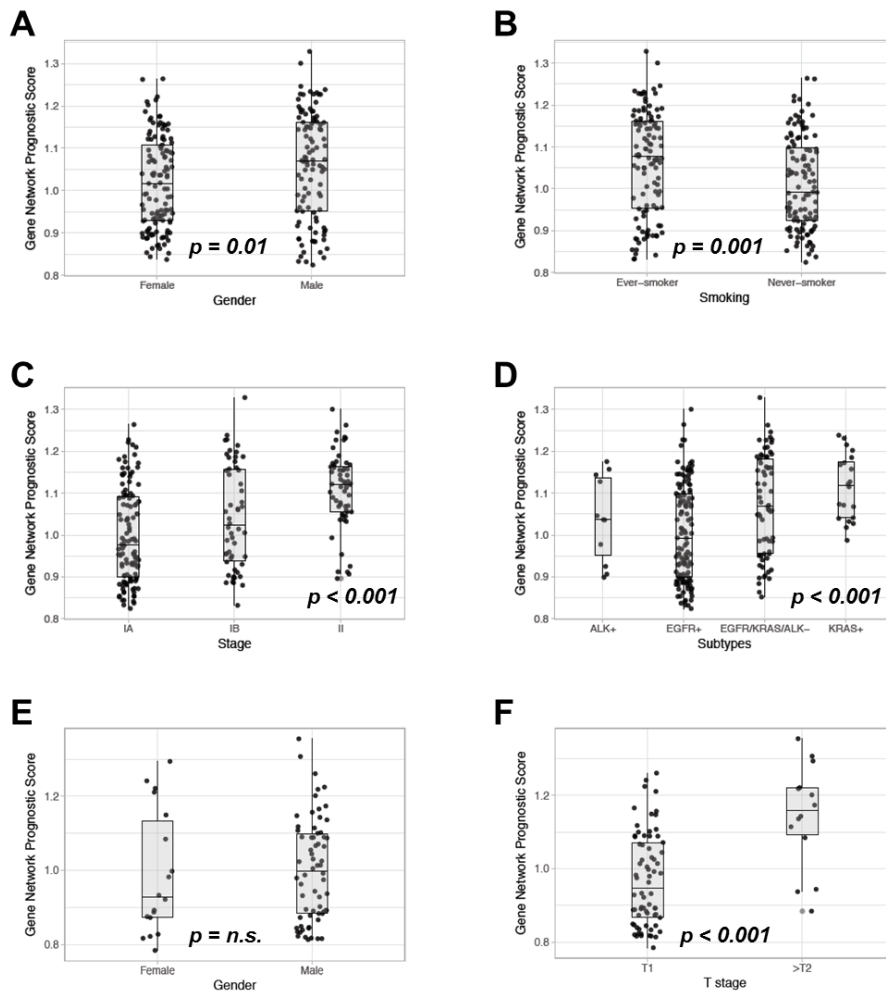 A
Gene Network Prognostic Score
1.3
1.2
1.1
1.0
0.9
0.8
p = 0.01
Female
Male
Gender
B
Gene Network Prognostic Score
1.3
1.2
1.1
1.0
0.9
0.8
p = 0.001
Ever−smoker
Never−smoker
Smoking
C
Gene Network Prognostic Score
1.3
1.2
1.1
1.0
0.9
0.8
p < 0.001
IA
IB
II
Stage
D
Gene Network Prognostic Score
1.3
1.2
1.1
1.0
0.9
0.8
p < 0.001
ALK+
EGFR+
EGFR/KRAS/ALK−
KRAS+
Subtypes
E
Gene Network Prognostic Score
1.2
1.0
0.8
p = n.s.
Female
Male
Gender
F
Gene Network Prognostic Score
1.2
1.0
0.8
p < 0.001
T1
>T2
T stage